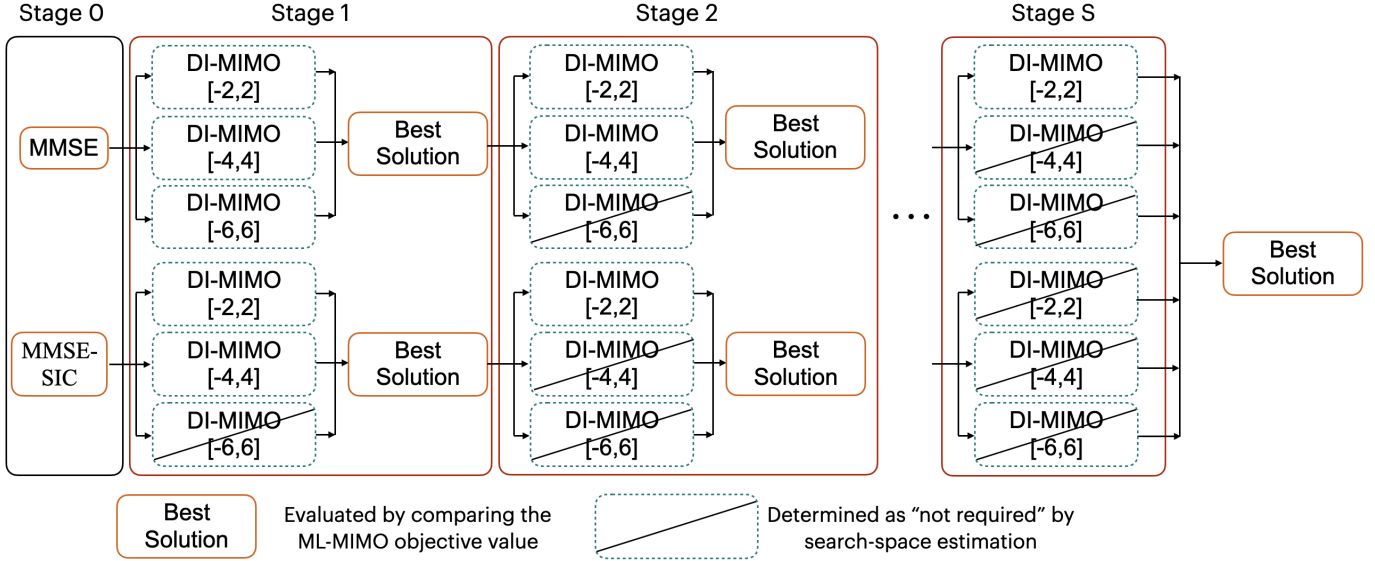 Stage 0
Stage 1
Stage 2
Stage S
MMSE
DI-MIMO
[-2,2]
DI-MIMO
[-4,4]
DI-MIMO
[-6,6]
Best
Solution
DI-MIMO
[-2,2]
DI-MIMO
[-4,4]
DI-MIMO
[-6,6]
Best
Solution
...
DI-MIMO
[-2,2]
DI-MIMO
[-4,4]
DI-MIMO
[-6,6]
MMSE-
SIC
DI-MIMO
[-2,2]
DI-MIMO
[-4,4]
DI-MIMO
[-6,6]
Best
Solution
DI-MIMO
[-2,2]
DI-MIMO
[-4,4]
DI-MIMO
[-6,6]
Best
Solution
DI-MIMO
[-2,2]
DI-MIMO
[-4,4]
DI-MIMO
[-6,6]
Best
Solution
Best
Solution
Evaluated by comparing the
ML-MIMO objective value
Determined as “not required” by
search-space estimation